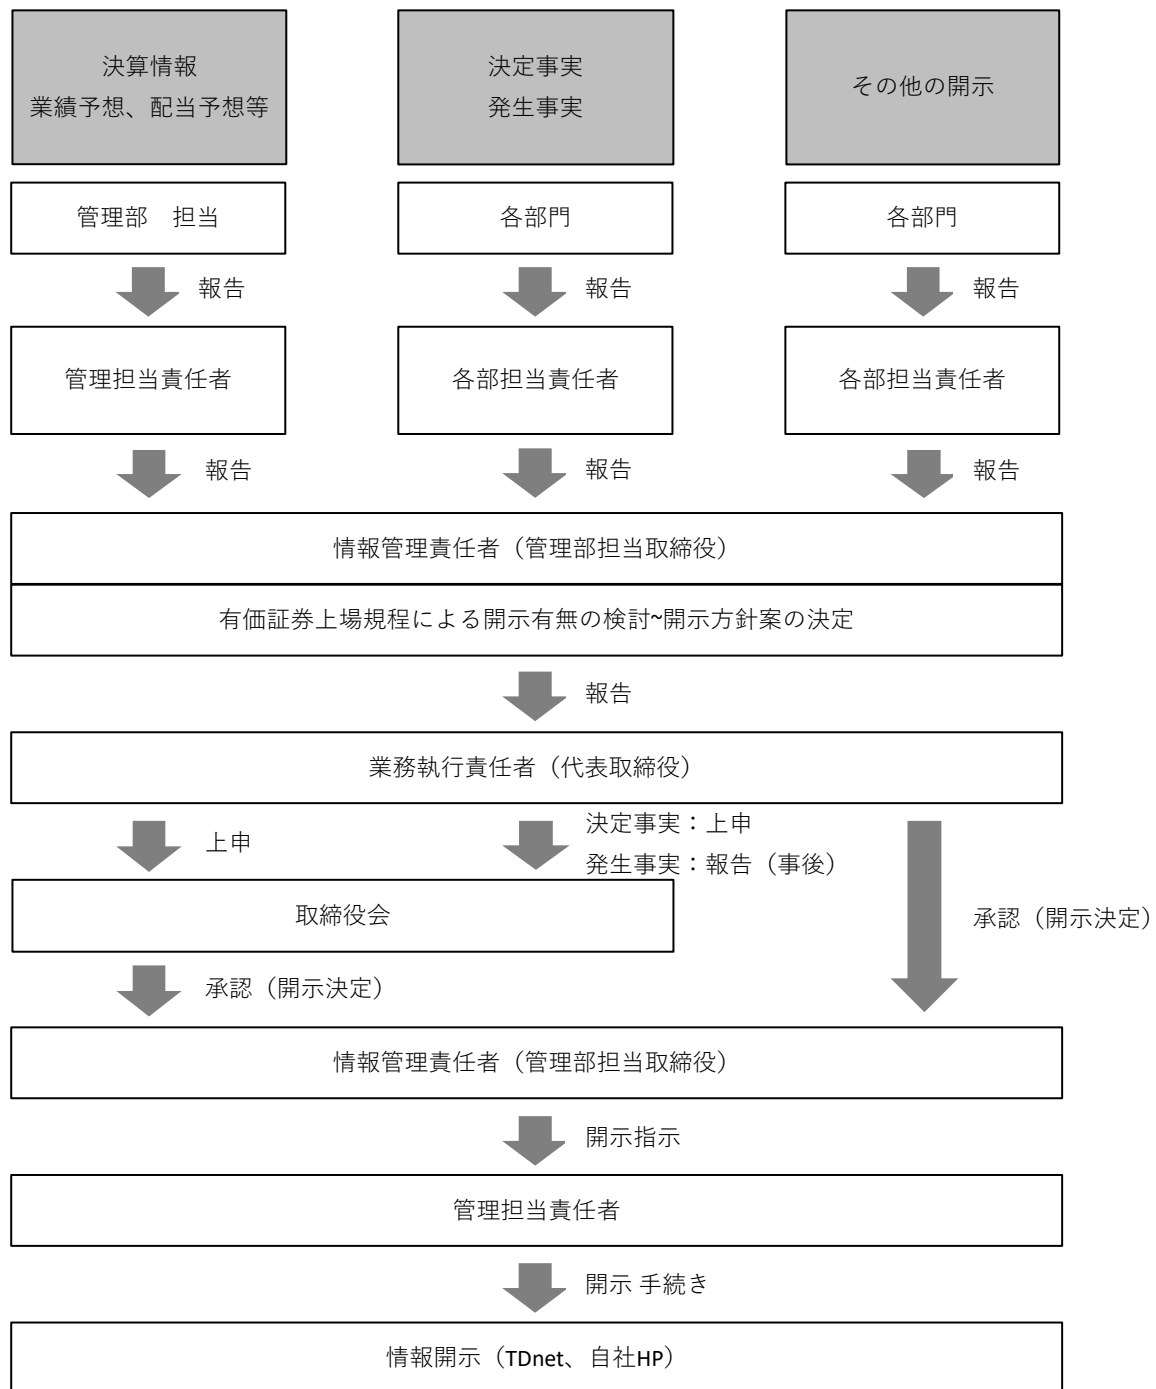 決算情報
業績予想、配当予想等
決定事実
発生事実
その他の開示
管理部　担当
各部門
各部門
報告
報告
報告
管理担当責任者
各部担当責任者
各部担当責任者
報告
報告
報告
情報管理責任者（管理部担当取締役）
有価証券上場規程による開示有無の検討~開示方針案の決定
報告
業務執行責任者（代表取締役）
上申
決定事実：上申
発生事実：報告（事後）
取締役会
承認（開示決定）
承認（開示決定）
情報管理責任者（管理部担当取締役）
開示指示
管理担当責任者
開示 手続き
情報開示（TDnet、自社HP）